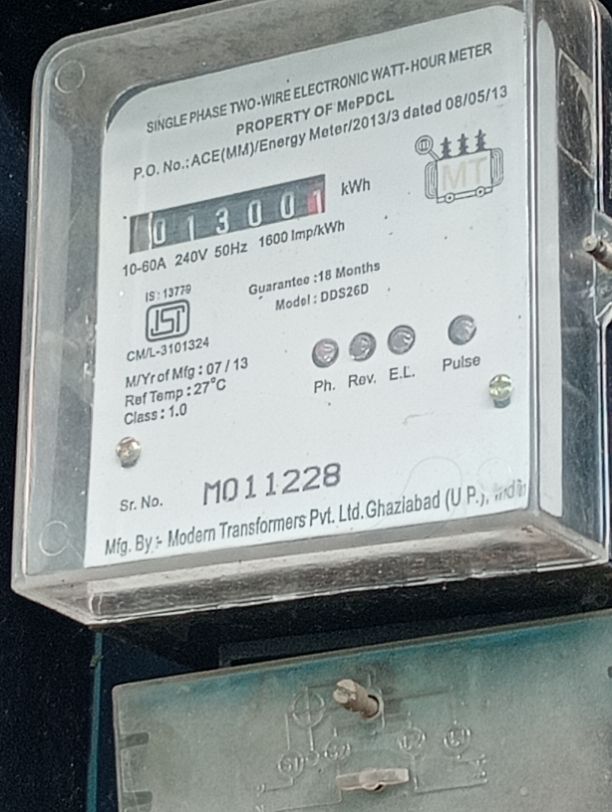 SINGLE PHASE TWO-WIRE ELECTRONIC WATT-HOUR METER
PROPERTY OF MePDCL
P.O. No.:ACE(MM)/Energy Meter/2013/3 dated 08/05/13
MT
013001 kWh
10-60A 240V 50Hz 1600 Imp/kWh
IS: 13779
Guarantee :18 Months
Model : DDS26D
CM/L-3101324
M/Yr of Mfg : 07 / 13
Ref Temp : 27°C
Class : 1.0
Ph. Rev. E.L. Pulse
Sr. No. M011228
Mfg. By :- Modern Transformers Pvt. Ltd.Ghaziabad (U P.), India